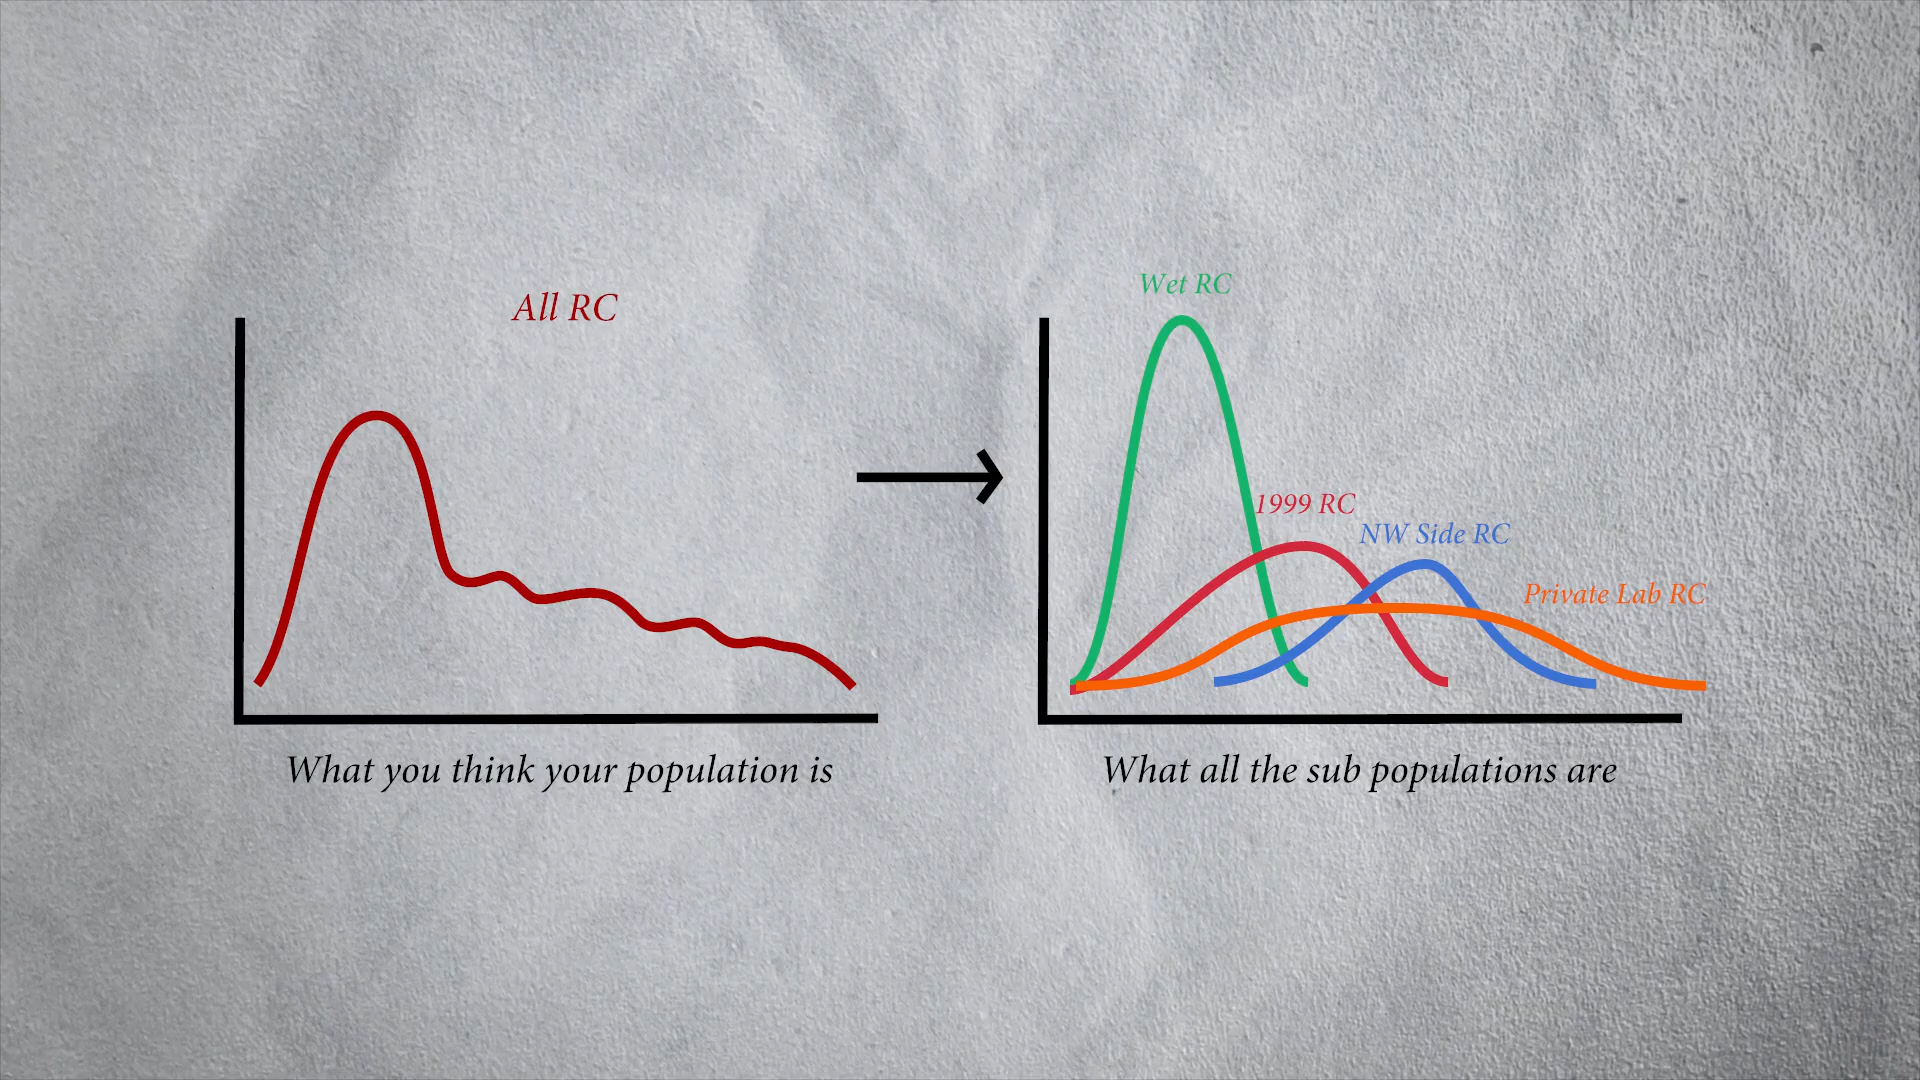 All RC
What you think your population is
Wet RC
1999 RC
NW Side RC
Private Lab RC
What all the sub populations are